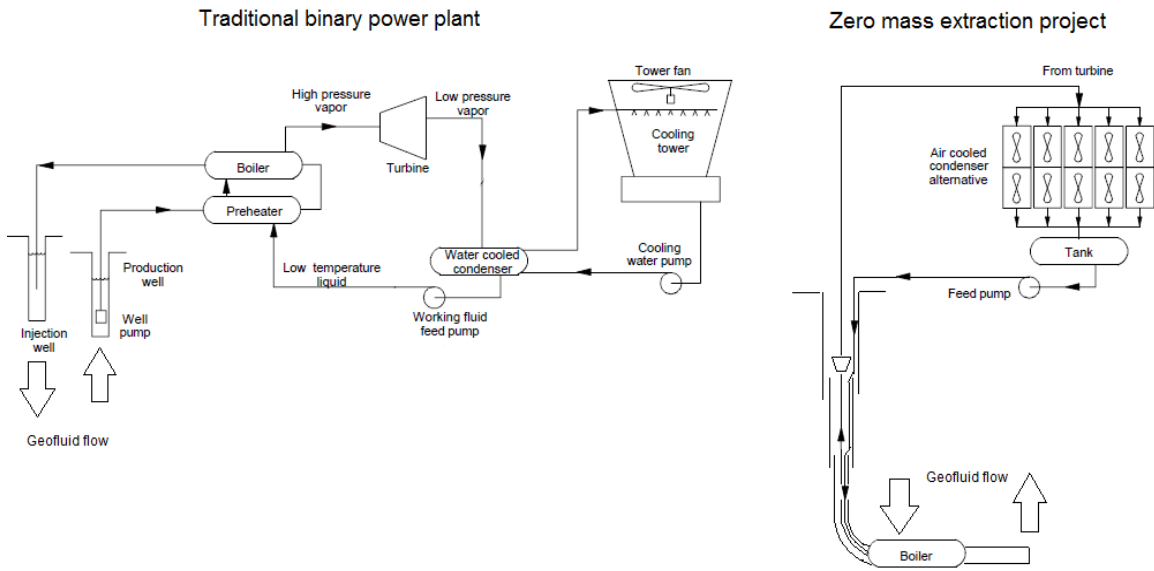 Traditional binary power plant
Zero mass extraction project
High pressure
vapor
Low pressure
vapor
Tower fan
Cooling
tower
Turbine
Boiler
Preheater
Water cooled
condenser
Cooling
water pump
Low temperature
liquid
Working fluid
feed pump
Production
well
Injection
well
Well
pump
Geofluid flow
From turbine
Air cooled
condenser
alternative
Tank
Feed pump
Geofluid flow
Boiler